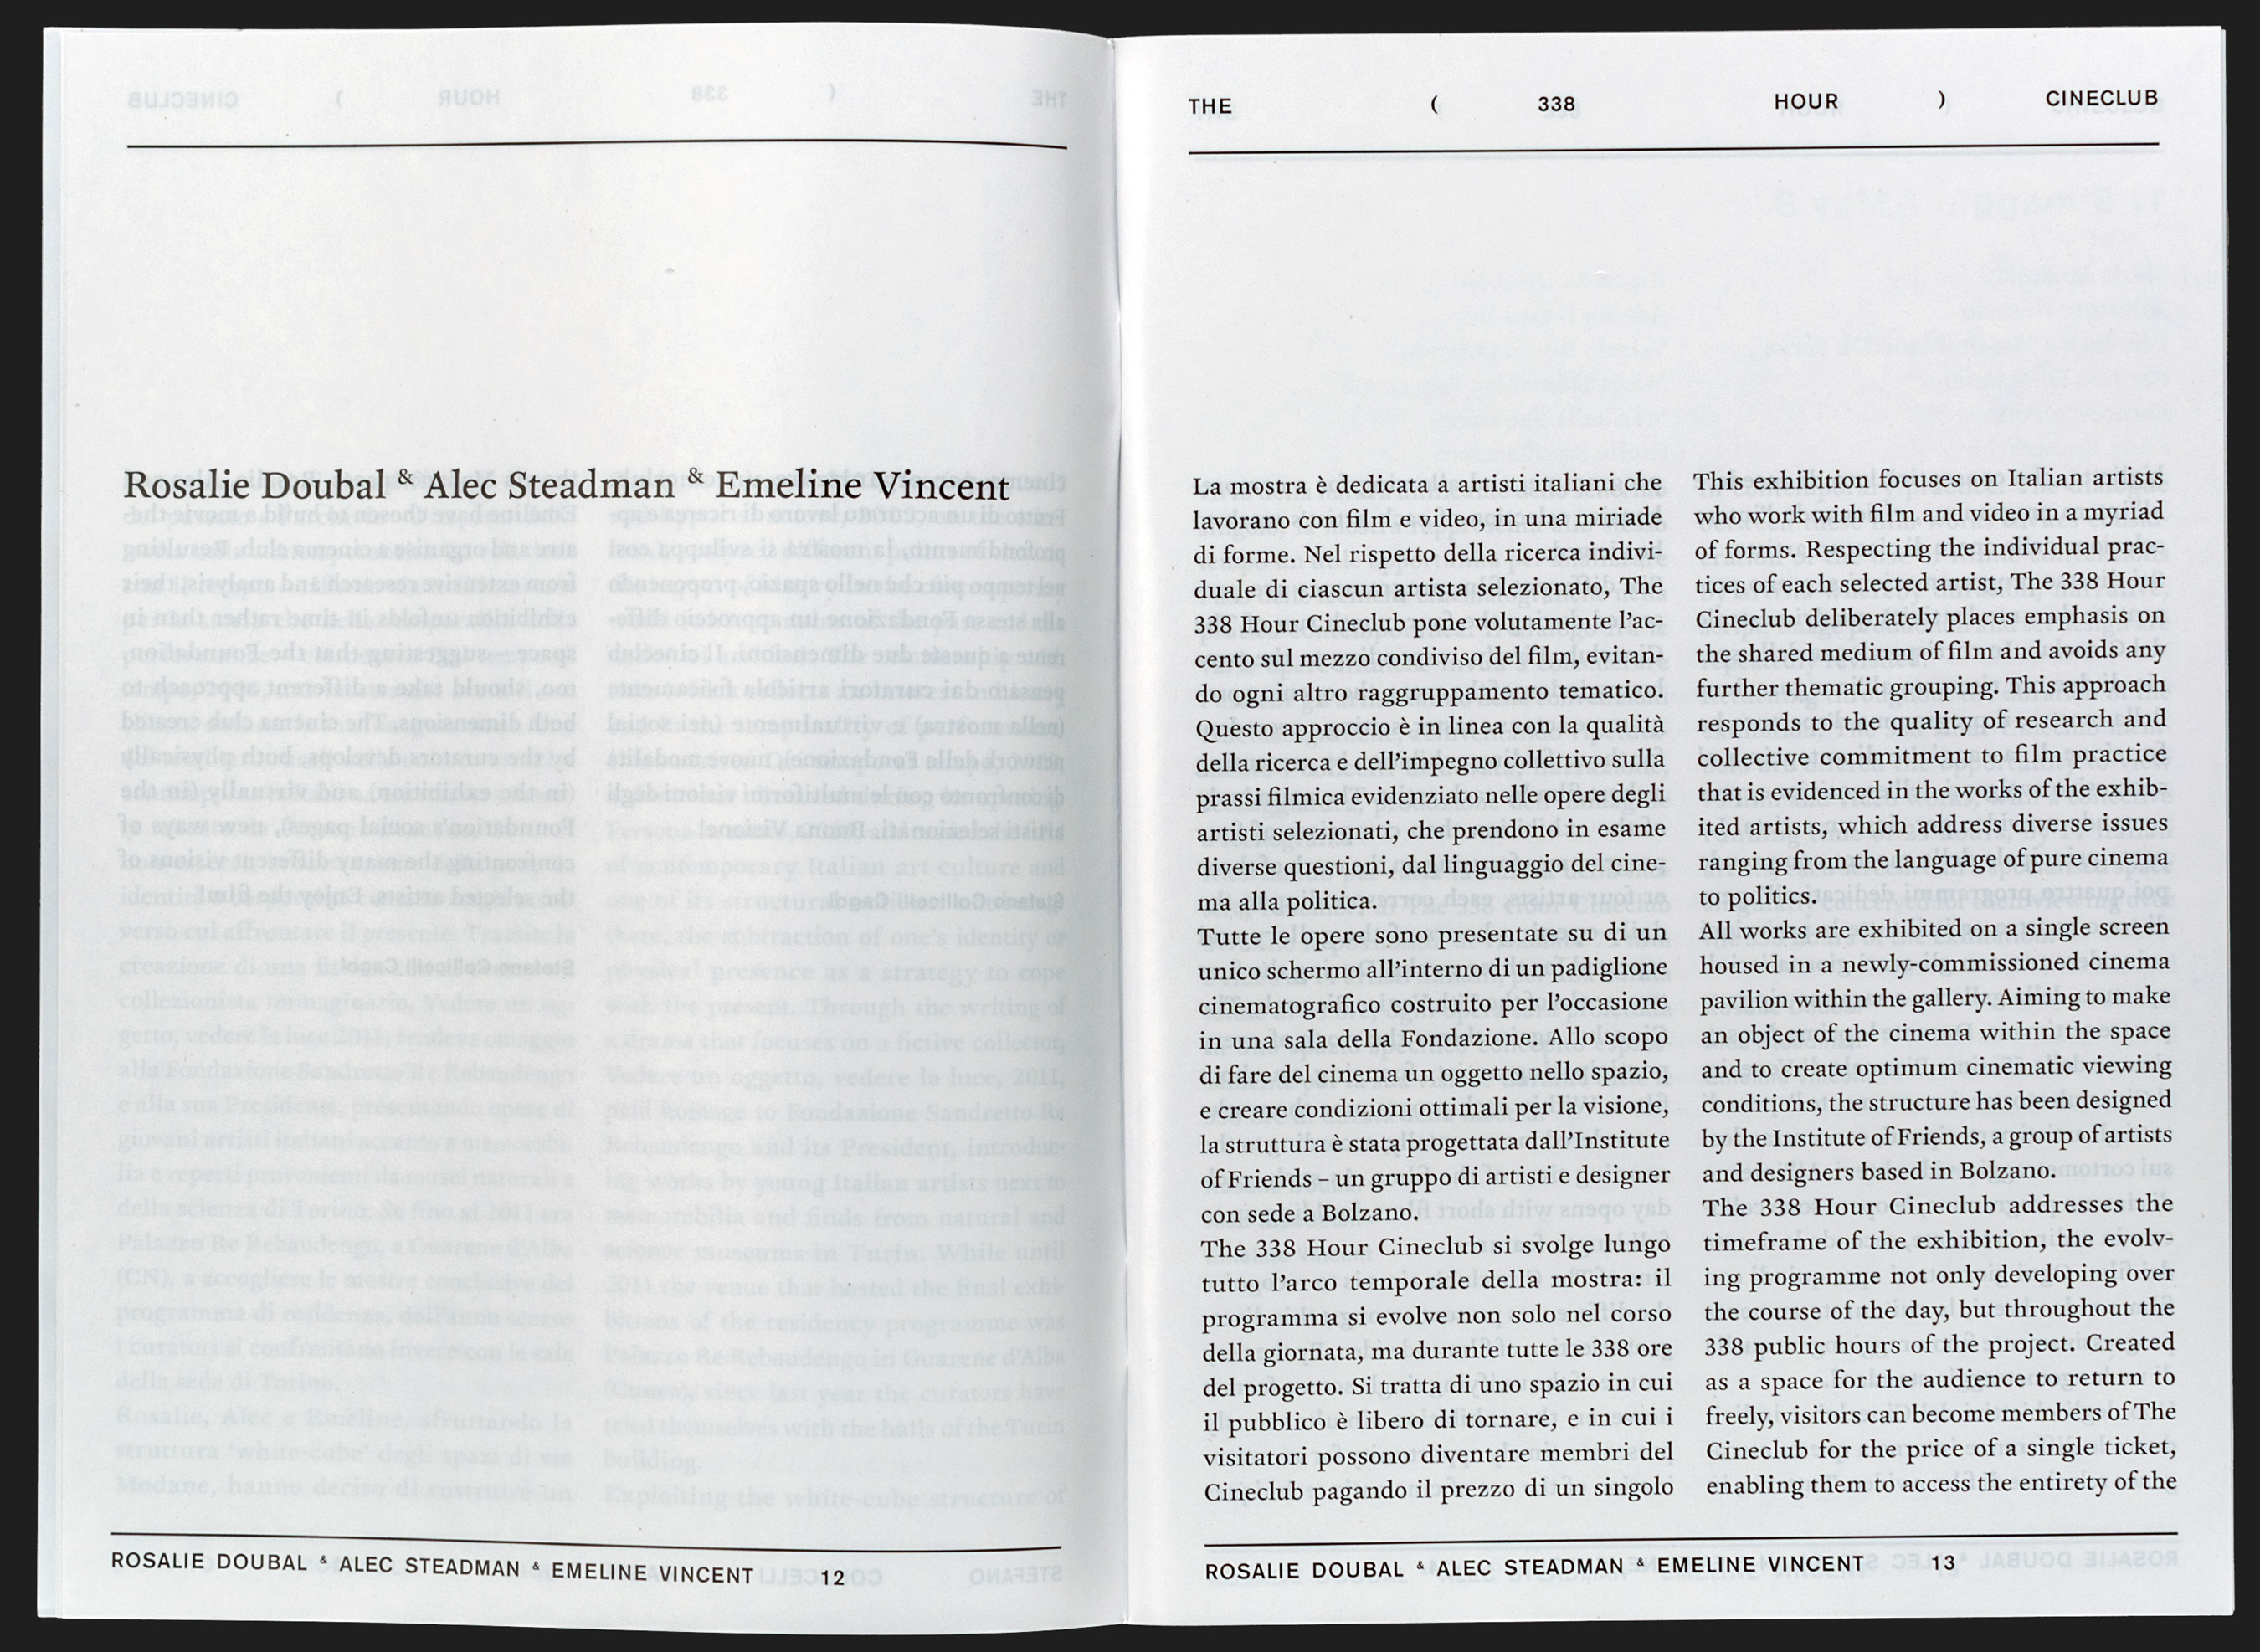 Rosalie Doubal & Alec Steadman & Emeline Vincent
ROSALIE DOUBAL & ALEC STEADMAN & EMELINE VINCENT 12
THE ( 338 HOUR ) CINECLUB
La mostra è dedicata a artisti italiani che
lavorano con film e video, in una miriade
di forme. Nel rispetto della ricerca indivi-
duale di ciascun artista selezionato, The
338 Hour Cineclub pone volutamente l’ac-
cento sul mezzo condiviso del film, evitan-
do ogni altro raggruppamento tematico.
Questo approccio è in linea con la qualità
della ricerca e dell’impegno collettivo sulla
prassi filmica evidenziato nelle opere degli
artisti selezionati, che prendono in esame
diverse questioni, dal linguaggio del cine-
ma alla politica.
Tutte le opere sono presentate su di un
unico schermo all’interno di un padiglione
cinematografico costruito per l’occasione
in una sala della Fondazione. Allo scopo
di fare del cinema un oggetto nello spazio,
e creare condizioni ottimali per la visione,
la struttura è stata progettata dall’Institute
of Friends – un gruppo di artisti e designer
con sede a Bolzano.
The 338 Hour Cineclub si svolge lungo
tutto l’arco temporale della mostra: il
programma si evolve non solo nel corso
della giornata, ma durante tutte le 338 ore
del progetto. Si tratta di uno spazio in cui
il pubblico è libero di tornare, e in cui i
visitatori possono diventare membri del
Cineclub pagando il prezzo di un singolo
This exhibition focuses on Italian artists
who work with film and video in a myriad
of forms. Respecting the individual prac-
tices of each selected artist, The 338 Hour
Cineclub deliberately places emphasis on
the shared medium of film and avoids any
further thematic grouping. This approach
responds to the quality of research and
collective commitment to film practice
that is evidenced in the works of the exhib-
ited artists, which address diverse issues
ranging from the language of pure cinema
to politics.
All works are exhibited on a single screen
housed in a newly-commissioned cinema
pavilion within the gallery. Aiming to make
an object of the cinema within the space
and to create optimum cinematic viewing
conditions, the structure has been designed
by the Institute of Friends, a group of artists
and designers based in Bolzano.
The 338 Hour Cineclub addresses the
timeframe of the exhibition, the evolv-
ing programme not only developing over
the course of the day, but throughout the
338 public hours of the project. Created
as a space for the audience to return to
freely, visitors can become members of The
Cineclub for the price of a single ticket,
enabling them to access the entirety of the
ROSALIE DOUBAL & ALEC STEADMAN & EMELINE VINCENT 13